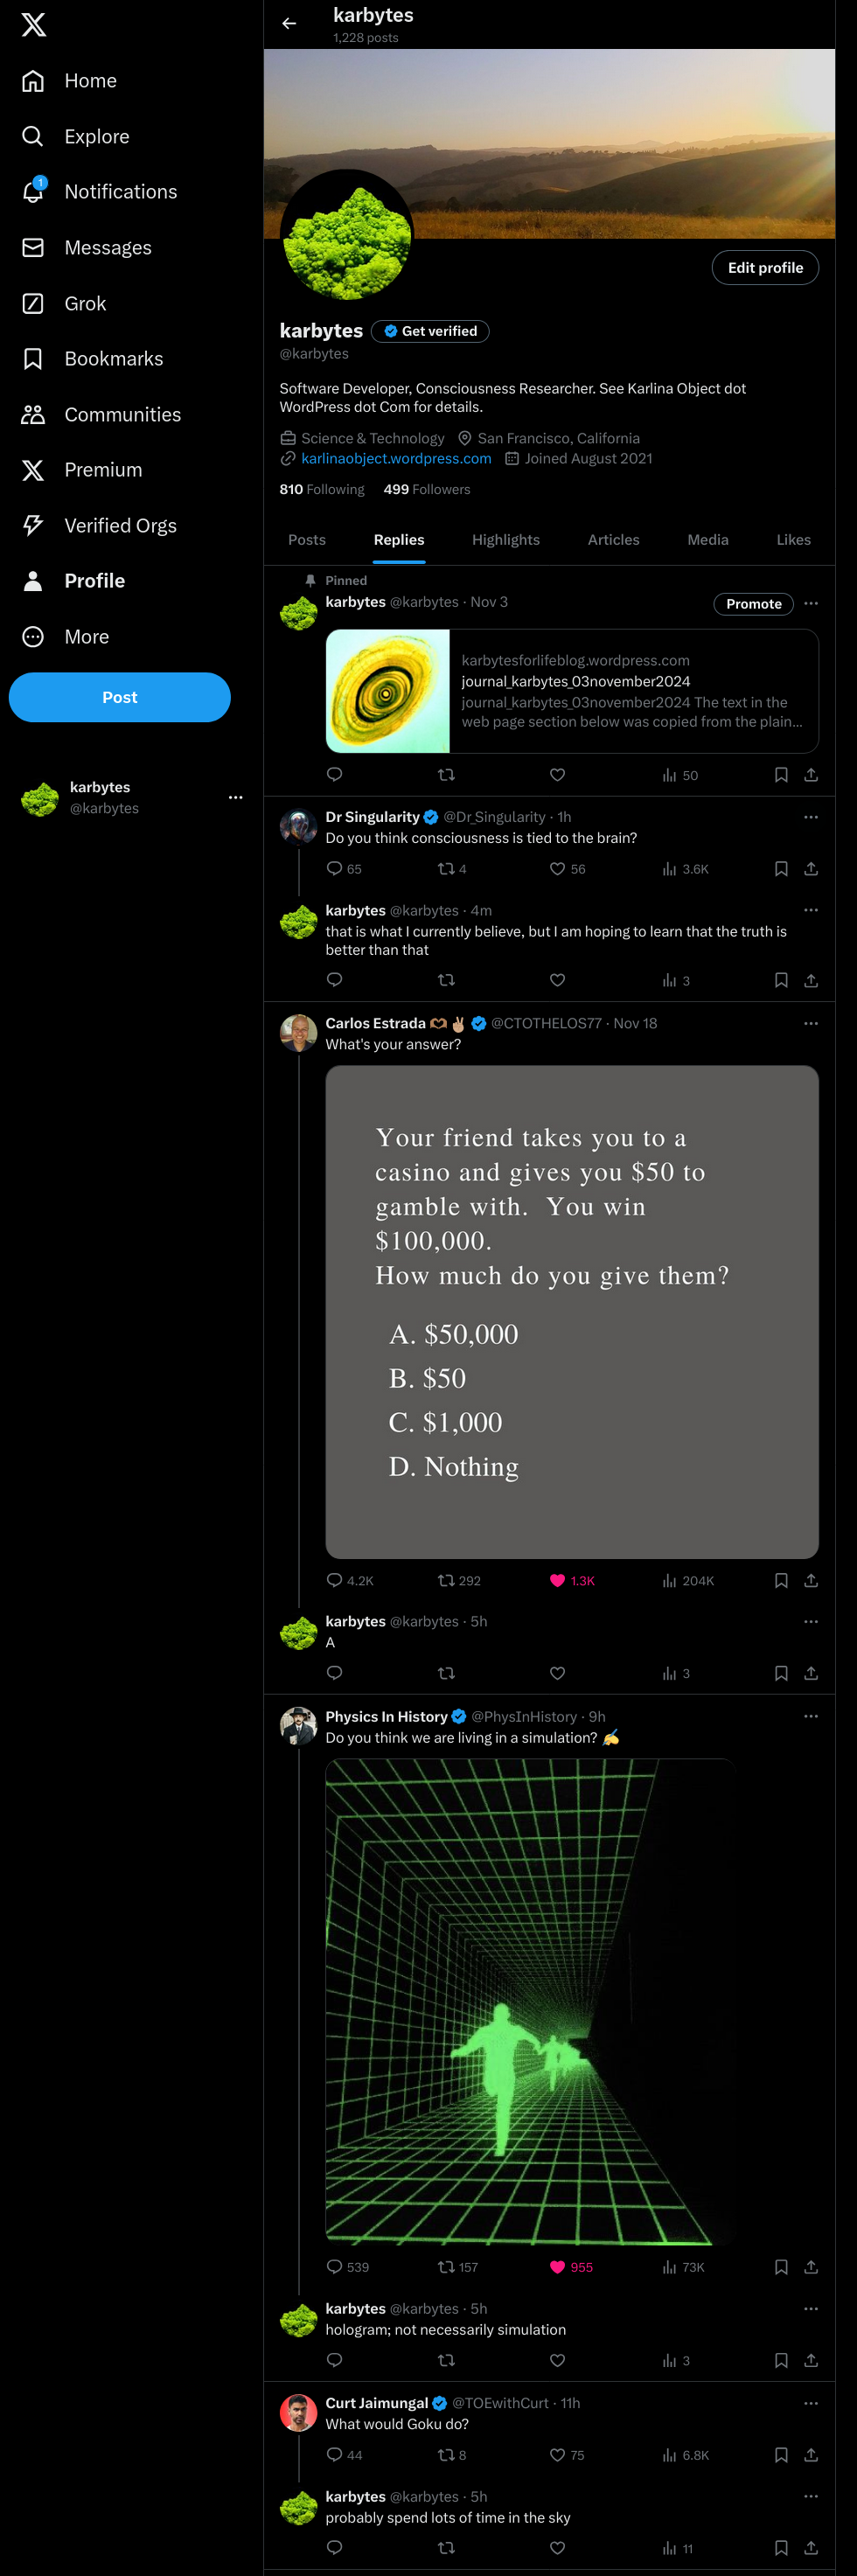 karbytes
1,228 posts
Home
Explore
1
Notifications
Messages
Grok
Bookmarks
Communities
Premium
Verified Orgs
Profile
More
Post
karbytes
@karbytes
Edit profile
karbytes Get verified
@karbytes
Software Developer, Consciousness Researcher. See Karlina Object dot
WordPress dot Com for details.
Science & Technology San Francisco, California
karlinaobject.wordpress.com Joined August 2021
810 Following 499 Followers
Posts Replies Highlights Articles Media Likes
Pinned
karbytes @karbytes · Nov 3 Promote
karbytesforlifeblog.wordpress.com
journal_karbytes_03november2024
journal_karbytes_03november2024 The text in the
web page section below was copied from the plain...
50
Dr Singularity @Dr_Singularity · 1h
Do you think consciousness is tied to the brain?
65 4 56 3.6K
karbytes @karbytes · 4m
that is what I currently believe, but I am hoping to learn that the truth is
better than that
3
Carlos Estrada 🫶🏽✌🏼 @CTOTHELOS77 · Nov 18
What's your answer?
Your friend takes you to a
casino and gives you $50 to
gamble with. You win
$100,000.
How much do you give them?
A. $50,000
B. $50
C. $1,000
D. Nothing
4.2K 292 1.3K 204K
karbytes @karbytes · 5h
A
3
Physics In History @PhysInHistory · 9h
Do you think we are living in a simulation? ✍️
539 157 955 73K
karbytes @karbytes · 5h
hologram; not necessarily simulation
3
Curt Jaimungal @TOEwithCurt · 11h
What would Goku do?
44 8 75 6.8K
karbytes @karbytes · 5h
probably spend lots of time in the sky
11